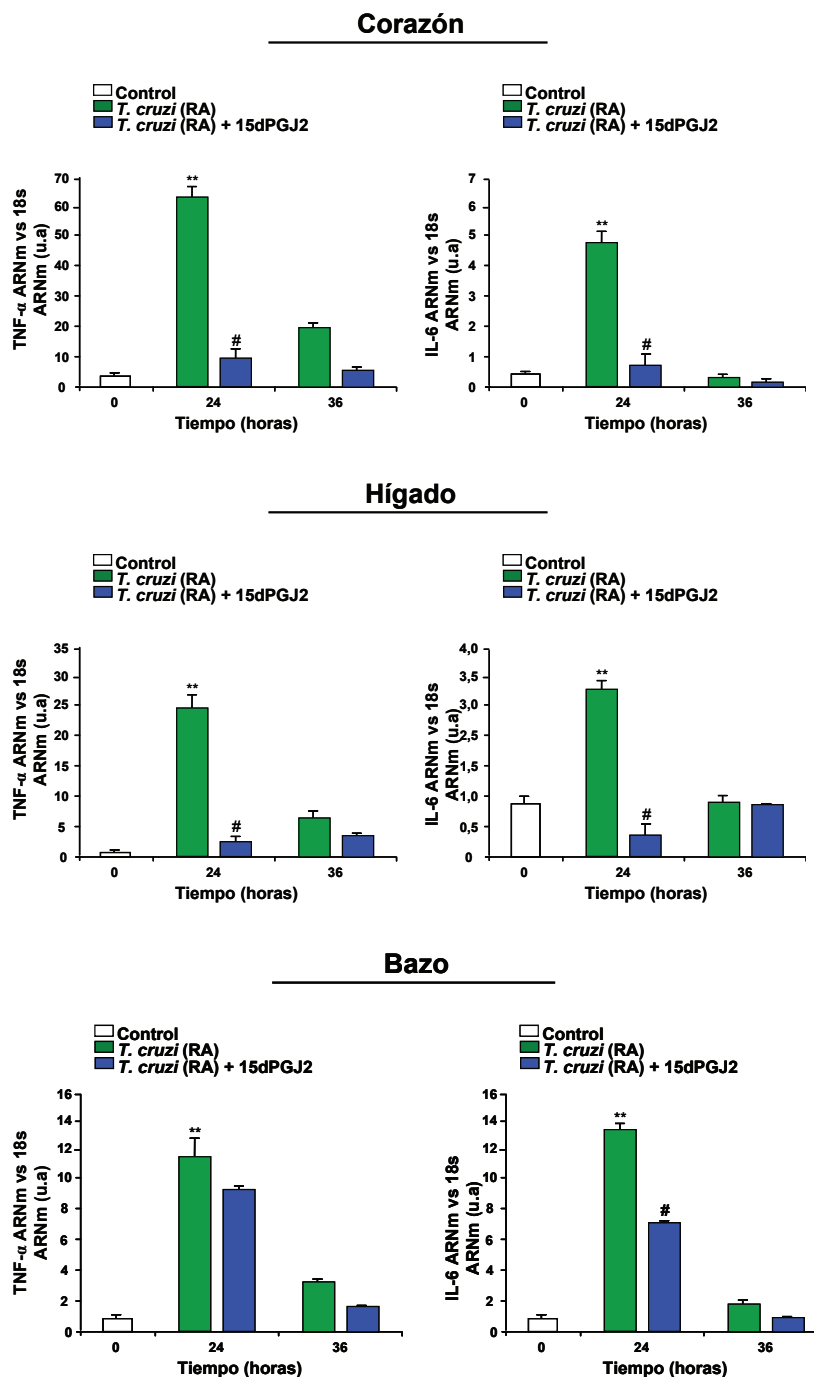 Corazón
Control
T. cruzi (RA)
T. cruzi (RA) + 15dPGJ2
TNF-α ARNm vs 18s
ARNm (u.a)
70
60
50
40
30
20
10
0
**
#
0
24
36
Tiempo (horas)
Control
T. cruzi (RA)
T. cruzi (RA) + 15dPGJ2
IL-6 ARNm vs 18s
ARNm (u.a)
7
6
5
4
3
2
1
0
**
#
0
24
36
Tiempo (horas)
Hígado
Control
T. cruzi (RA)
T. cruzi (RA) + 15dPGJ2
TNF-α ARNm vs 18s
ARNm (u.a)
35
30
25
20
15
10
5
0
**
#
0
24
36
Tiempo (horas)
Control
T. cruzi (RA)
T. cruzi (RA) + 15dPGJ2
IL-6 ARNm vs 18s
ARNm (u.a)
4,0
3,5
3,0
2,5
1,5
1,0
0,5
0
**
#
0
24
36
Tiempo (horas)
Bazo
Control
T. cruzi (RA)
T. cruzi (RA) + 15dPGJ2
TNF-α ARNm vs 18s
ARNm (u.a)
16
14
12
10
8
6
4
2
0
**
0
24
36
Tiempo (horas)
Control
T. cruzi (RA)
T. cruzi (RA) + 15dPGJ2
IL-6 ARNm vs 18s
ARNm (u.a)
16
14
12
10
8
6
4
2
0
**
#
0
24
36
Tiempo (horas)